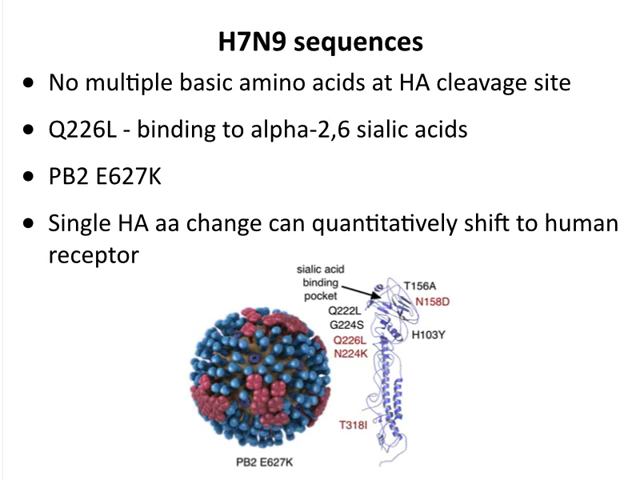 H7N9 sequences
● No multiple basic amino acids at HA cleavage site
● Q226L - binding to alpha-2,6 sialic acids
● PB2 E627K
● Single HA aa change can quantitatively shift to human
receptor
sialic acid
binding
pocket
T156A
N158D
Q222L
G224S
H103Y
Q226L
N224K
T318I
PB2 E627K